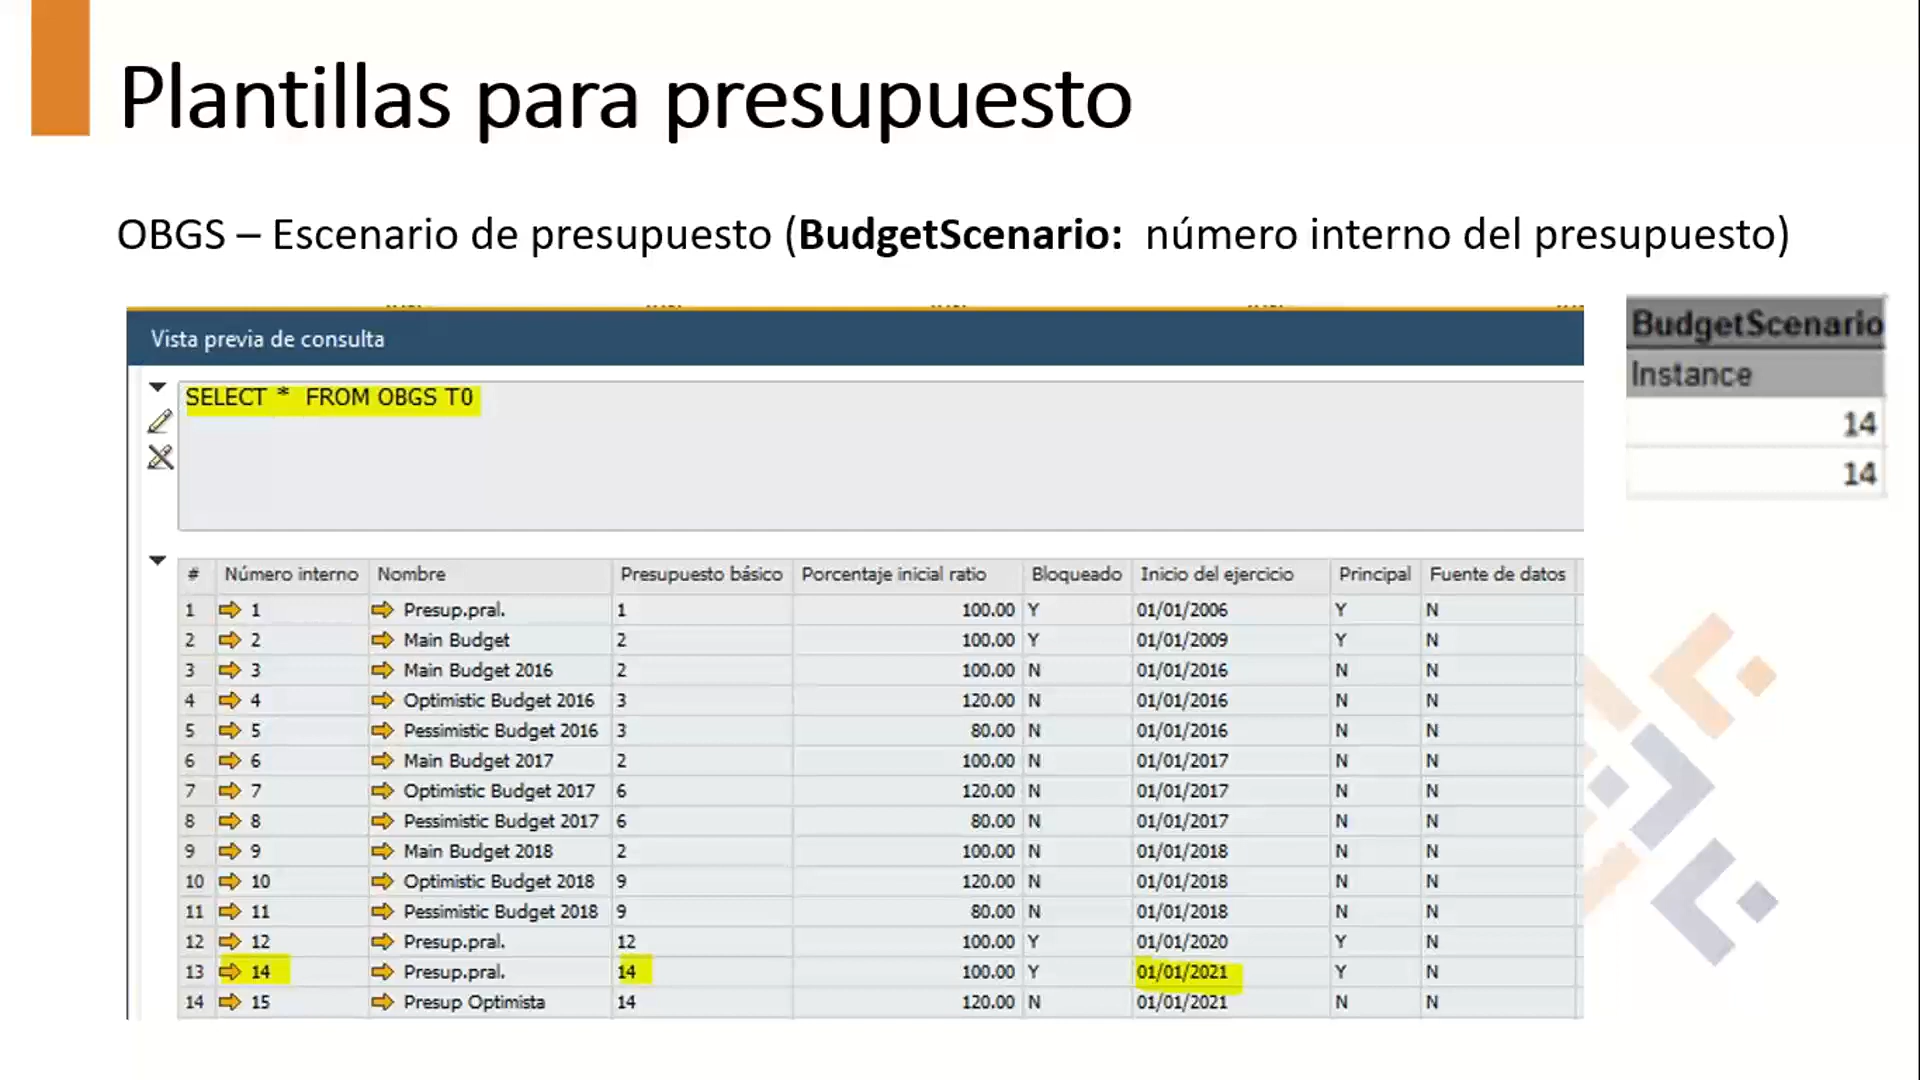 Plantillas para presupuesto
OBGS – Escenario de presupuesto (BudgetScenario: número interno del presupuesto)
Vista previa de consulta
SELECT * FROM OBGS T0
BudgetScenario
Instance
14
14
# Número interno Nombre Presupuesto básico Porcentaje inicial ratio Bloqueado Inicio del ejercicio Principal Fuente de datos
1 1 Presup.pral. 1 100.00 Y 01/01/2006 Y N
2 2 Main Budget 2 100.00 Y 01/01/2009 Y N
3 3 Main Budget 2016 2 100.00 N 01/01/2016 N N
4 4 Optimistic Budget 2016 3 120.00 N 01/01/2016 N N
5 5 Pessimistic Budget 2016 3 80.00 N 01/01/2016 N N
6 6 Main Budget 2017 2 100.00 N 01/01/2017 N N
7 7 Optimistic Budget 2017 6 120.00 N 01/01/2017 N N
8 8 Pessimistic Budget 2017 6 80.00 N 01/01/2017 N N
9 9 Main Budget 2018 2 100.00 N 01/01/2018 N N
10 10 Optimistic Budget 2018 9 120.00 N 01/01/2018 N N
11 11 Pessimistic Budget 2018 9 80.00 N 01/01/2018 N N
12 12 Presup.pral. 12 100.00 Y 01/01/2020 Y N
13 14 Presup.pral. 14 100.00 Y 01/01/2021 Y N
14 15 Presup Optimista 14 120.00 N 01/01/2021 N N